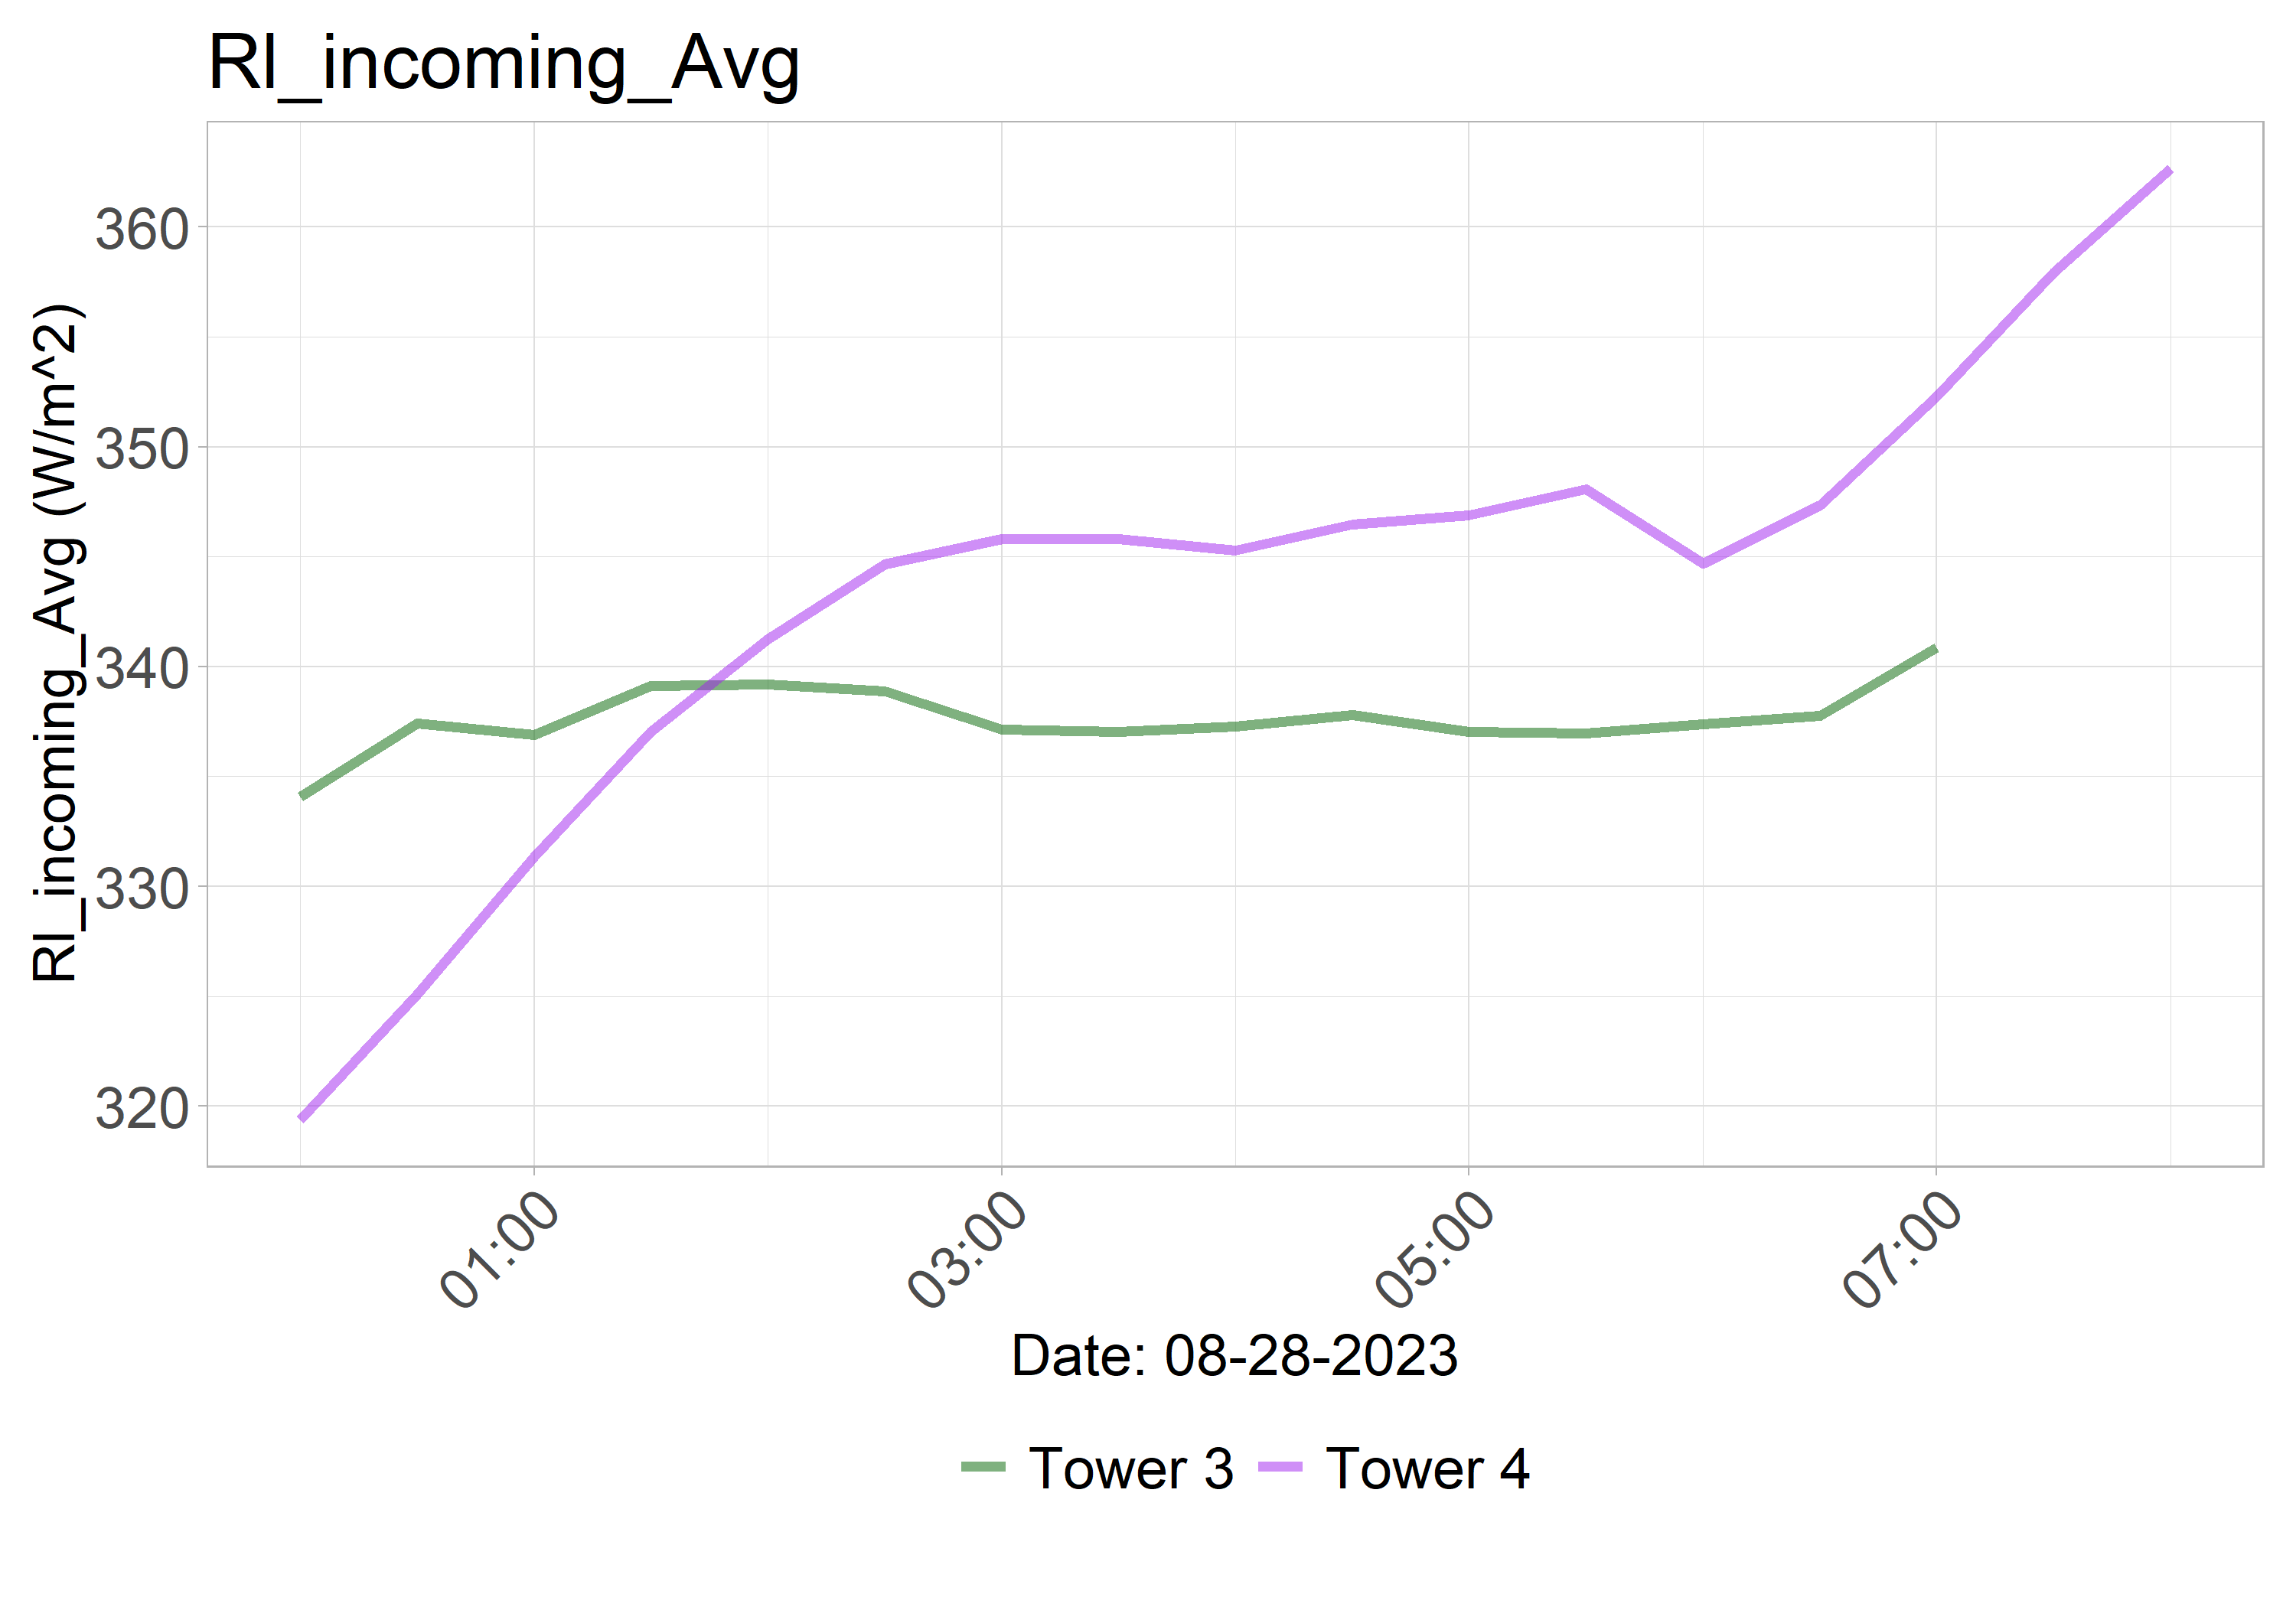 Rl_incoming_Avg
Rl_incoming_Avg (W/m^2)
360
350
340
330
320
01:00
03:00
05:00
07:00
Date: 08-28-2023
Tower 3
Tower 4